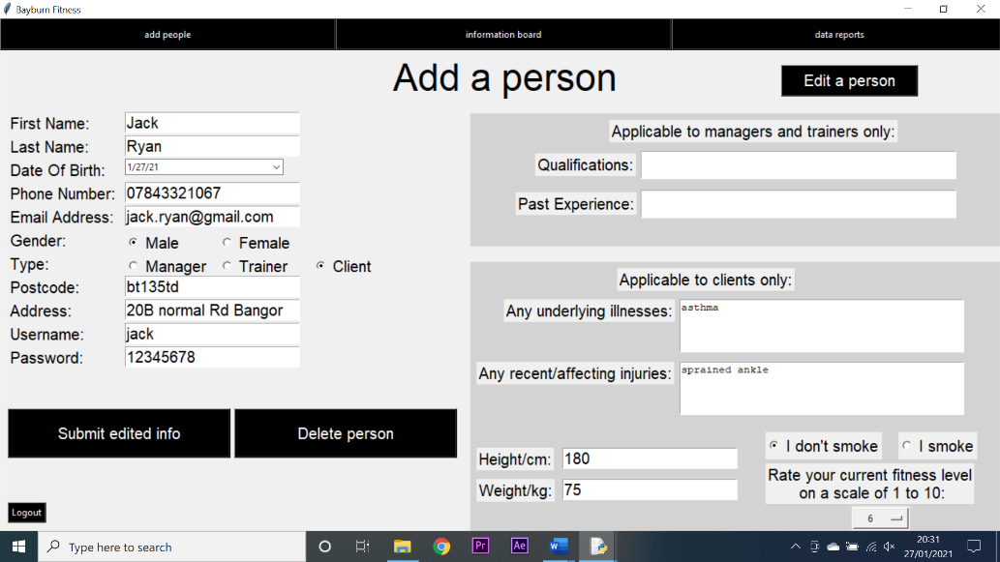 Bayburn Fitness
add people
information board
data reports
Add a person
Edit a person
First Name: Jack
Last Name: Ryan
Date Of Birth: 1/27/21
Phone Number: 07843321067
Email Address: jack.ryan@gmail.com
Gender: Male Female
Type: Manager Trainer Client
Postcode: bt135td
Address: 20B normal Rd Bangor
Username: jack
Password: 12345678
Submit edited info
Delete person
Logout
Applicable to managers and trainers only:
Qualifications:
Past Experience:
Applicable to clients only:
Any underlying illnesses: asthma
Any recent/affecting injuries: sprained ankle
Height/cm: 180
Weight/kg: 75
I don't smoke I smoke
Rate your current fitness level
on a scale of 1 to 10:
6
Type here to search
Pr
Ae
W
20:31
27/01/2021